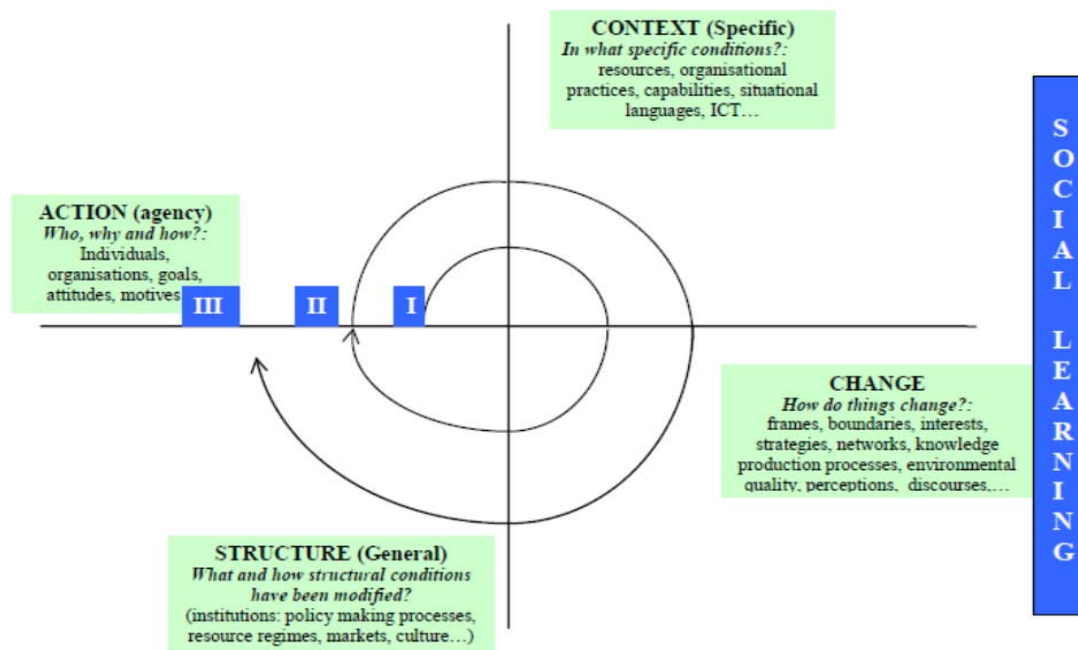 CONTEXT (Specific)
In what specific conditions?:
resources, organisational
practices, capabilities, situational
languages, ICT…
ACTION (agency)
Who, why and how?:
Individuals,
organisations, goals,
attitudes, motives
III
II
I
CHANGE
How do things change?:
frames, boundaries, interests,
strategies, networks, knowledge
production processes, environmental
quality, perceptions, discourses,…
STRUCTURE (General)
What and how structural conditions
have been modified?
(institutions: policy making processes,
resource regimes, markets, culture…)
SOCIAL LEARNING